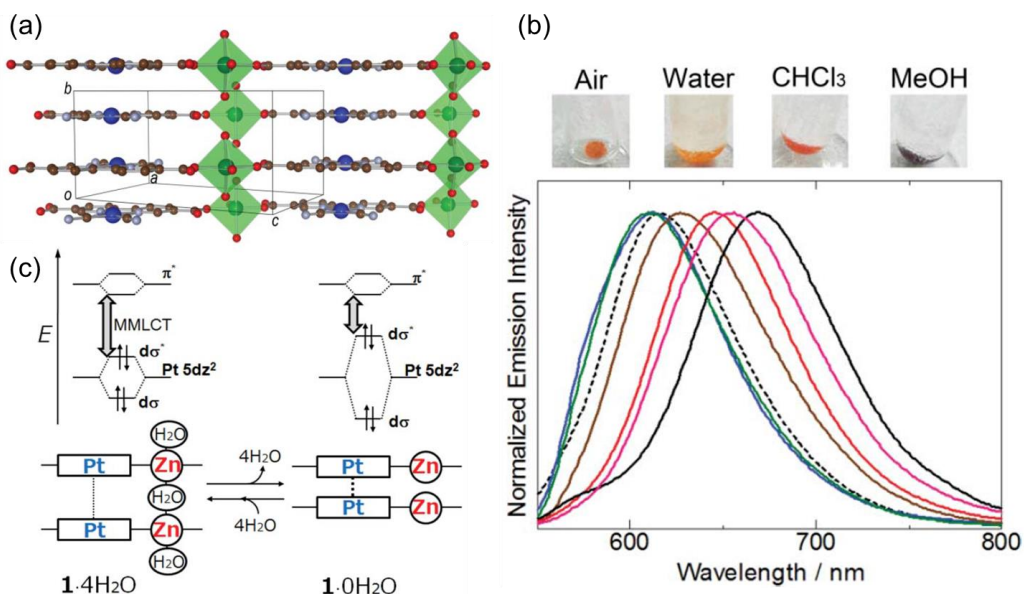 (a)
b
o
a
c
(b)
Air Water CHCl3 MeOH
Normalized Emission Intensity
600 700 800
Wavelength / nm
(c)
E
π*
MMLCT
dσ*
Pt 5dz²
dσ
π*
dσ*
Pt 5dz²
dσ
H₂O
Pt Zn
H₂O
Pt Zn
H₂O
4H₂O
4H₂O
Pt Zn
Pt Zn
1·4H₂O
1·0H₂O